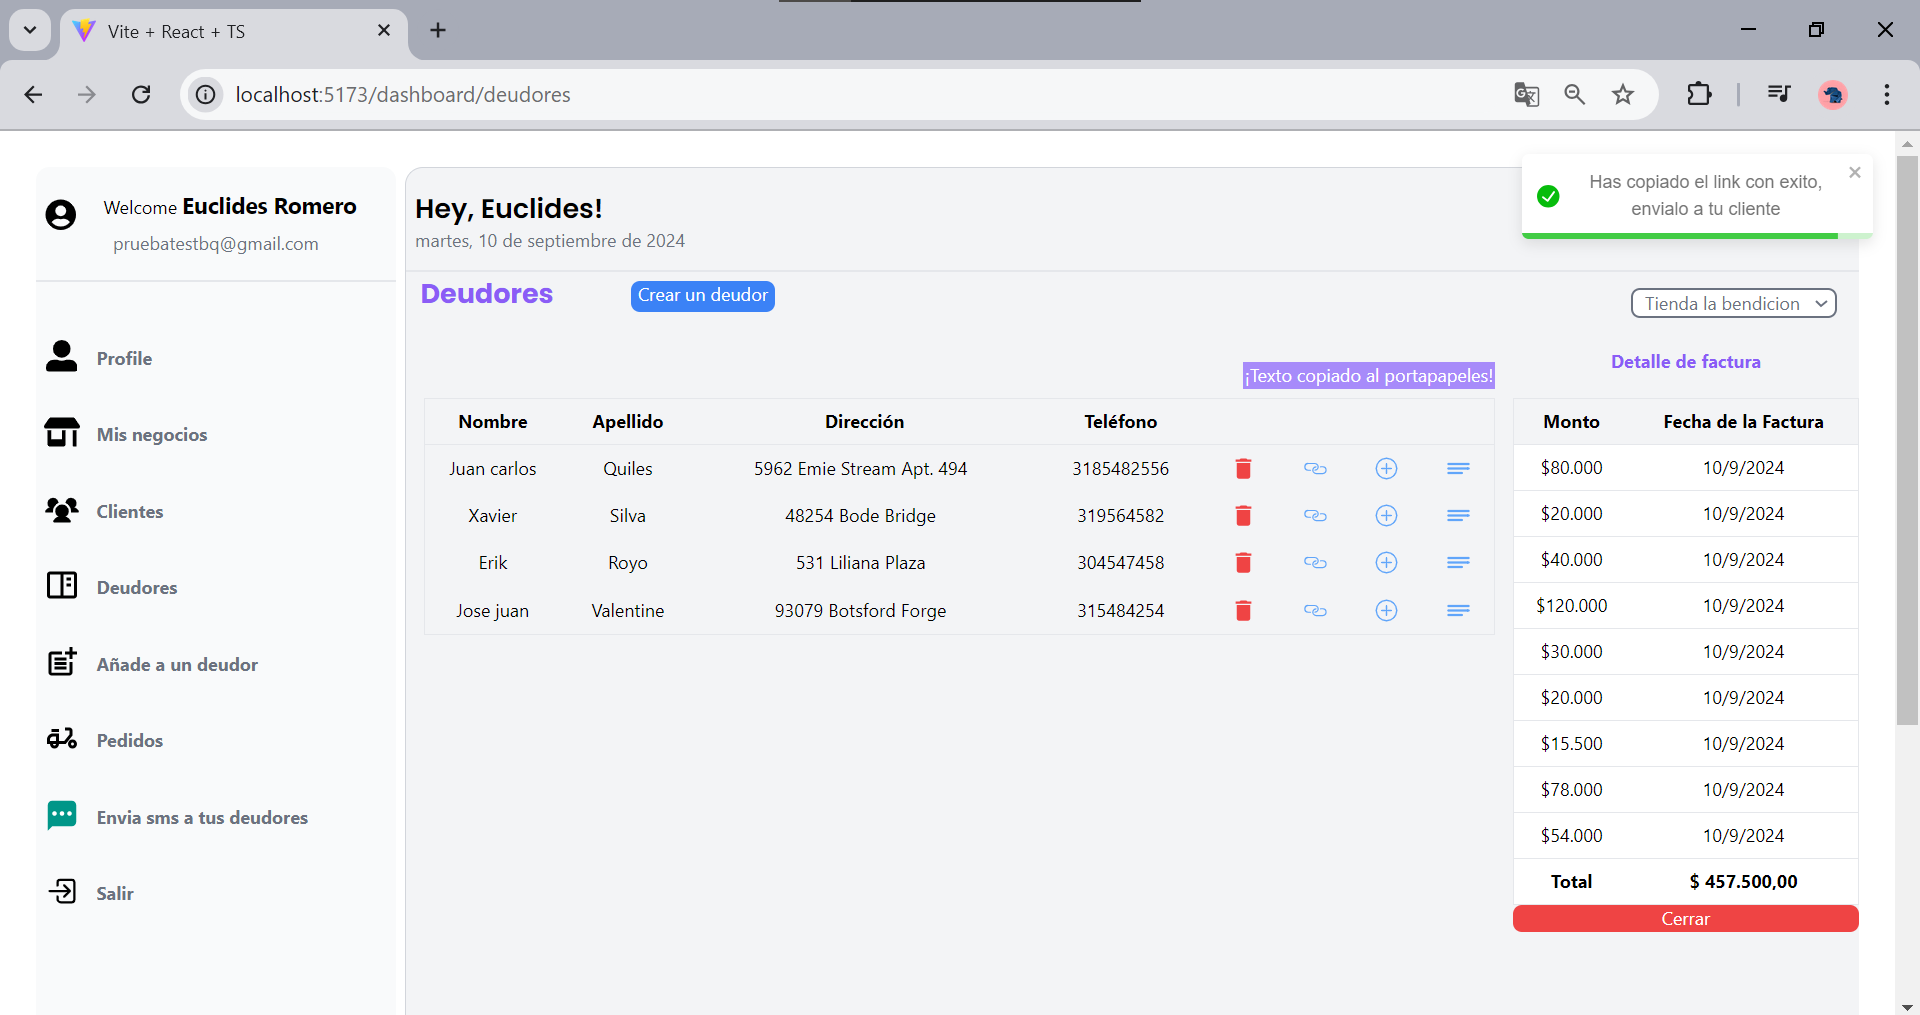 Vite + React + TS
localhost:5173/dashboard/deudores
Welcome Euclides Romero
pruebatestbq@gmail.com
Profile
Mis negocios
Clientes
Deudores
Añade a un deudor
Pedidos
Envia sms a tus deudores
Salir
Hey, Euclides!
martes, 10 de septiembre de 2024
Has copiado el link con exito,
envialo a tu cliente
Deudores
Crear un deudor
Tienda la bendicion
¡Texto copiado al portapapeles!
Nombre Apellido Dirección Teléfono
Juan carlos Quiles 5962 Emie Stream Apt. 494 3185482556
Xavier Silva 48254 Bode Bridge 319564582
Erik Royo 531 Liliana Plaza 304547458
Jose juan Valentine 93079 Botsford Forge 315484254
Detalle de factura
Monto Fecha de la Factura
$80.000 10/9/2024
$20.000 10/9/2024
$40.000 10/9/2024
$120.000 10/9/2024
$30.000 10/9/2024
$20.000 10/9/2024
$15.500 10/9/2024
$78.000 10/9/2024
$54.000 10/9/2024
Total $ 457.500,00
Cerrar